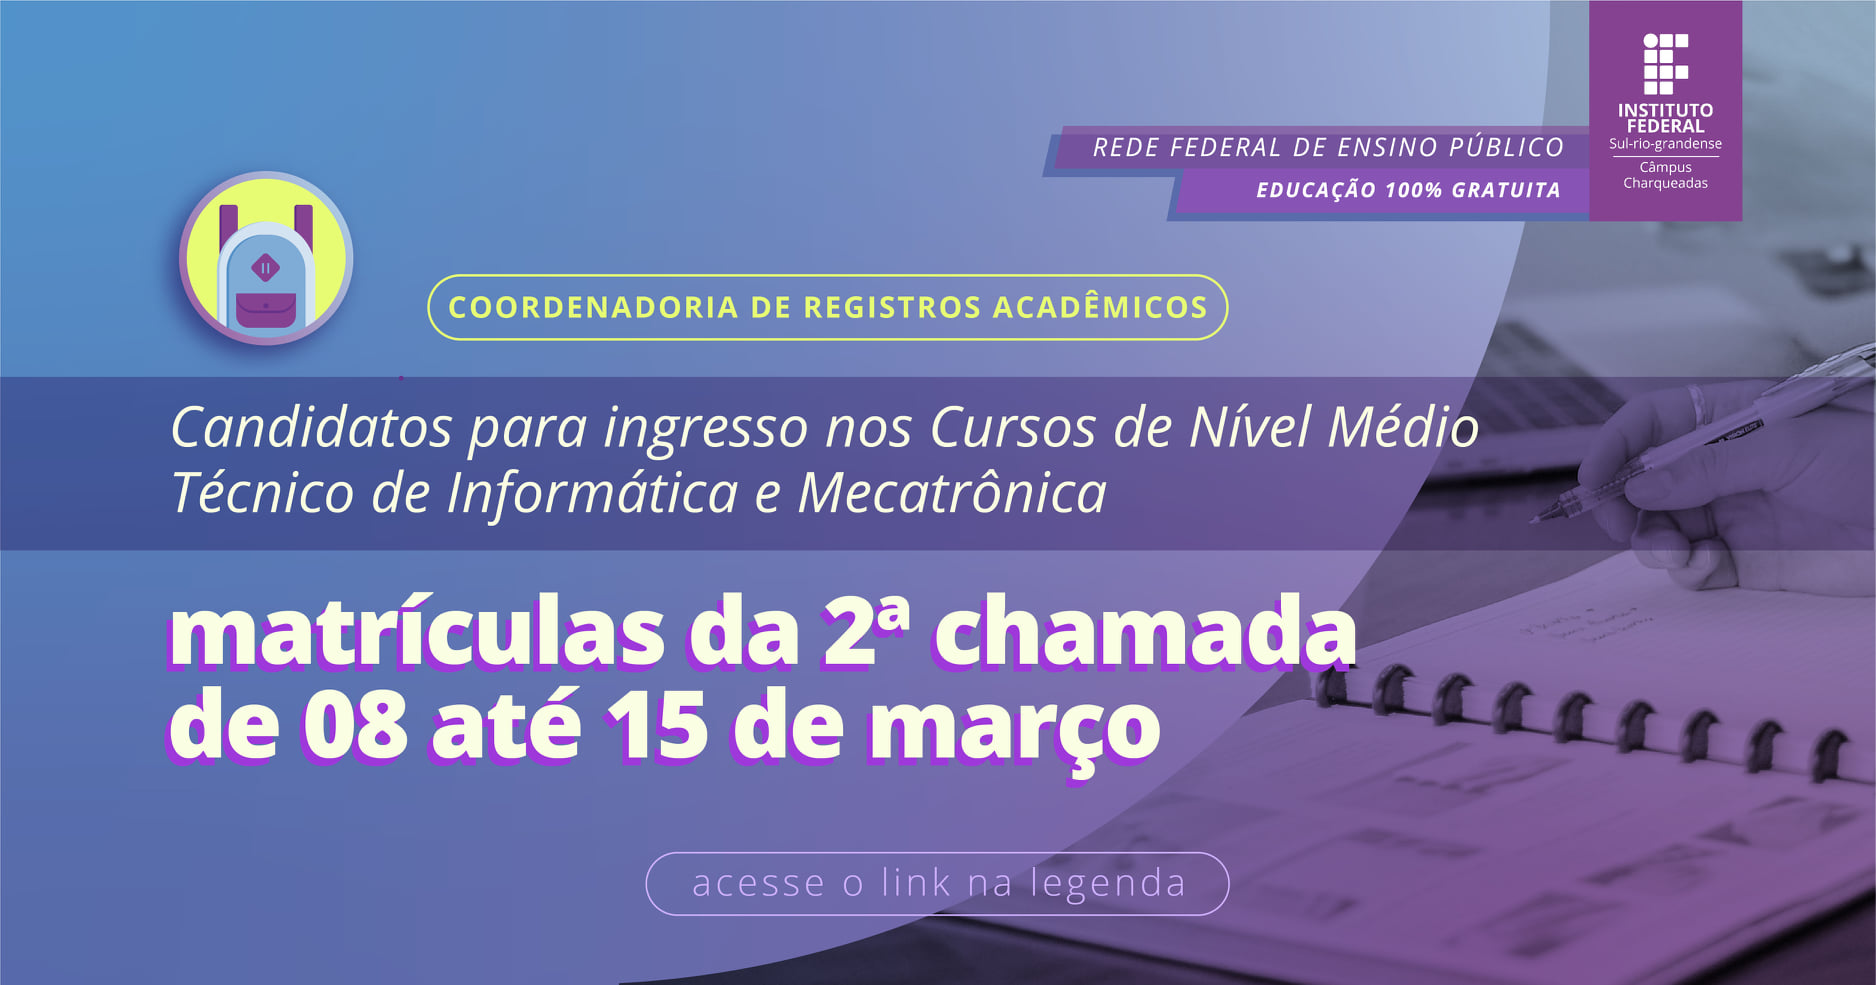 INSTITUTO
FEDERAL
Sul-rio-grandense
Câmpus
Charqueadas
REDE FEDERAL DE ENSINO PÚBLICO
EDUCAÇÃO 100% GRATUITA
COORDENADORIA DE REGISTROS ACADÊMICOS
Candidatos para ingresso nos Cursos de Nível Médio
Técnico de Informática e Mecatrônica
matrículas da 2ª chamada
de 08 até 15 de março
acesse o link na legenda